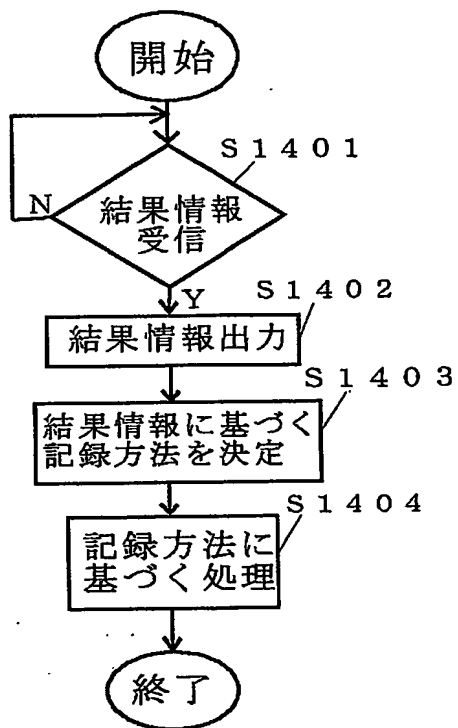 開始
S1401
N
結果情報
受信
Y
S1402
結果情報出力
S1403
結果情報に基づく
記録方法を決定
S1404
記録方法に
基づく処理
終了